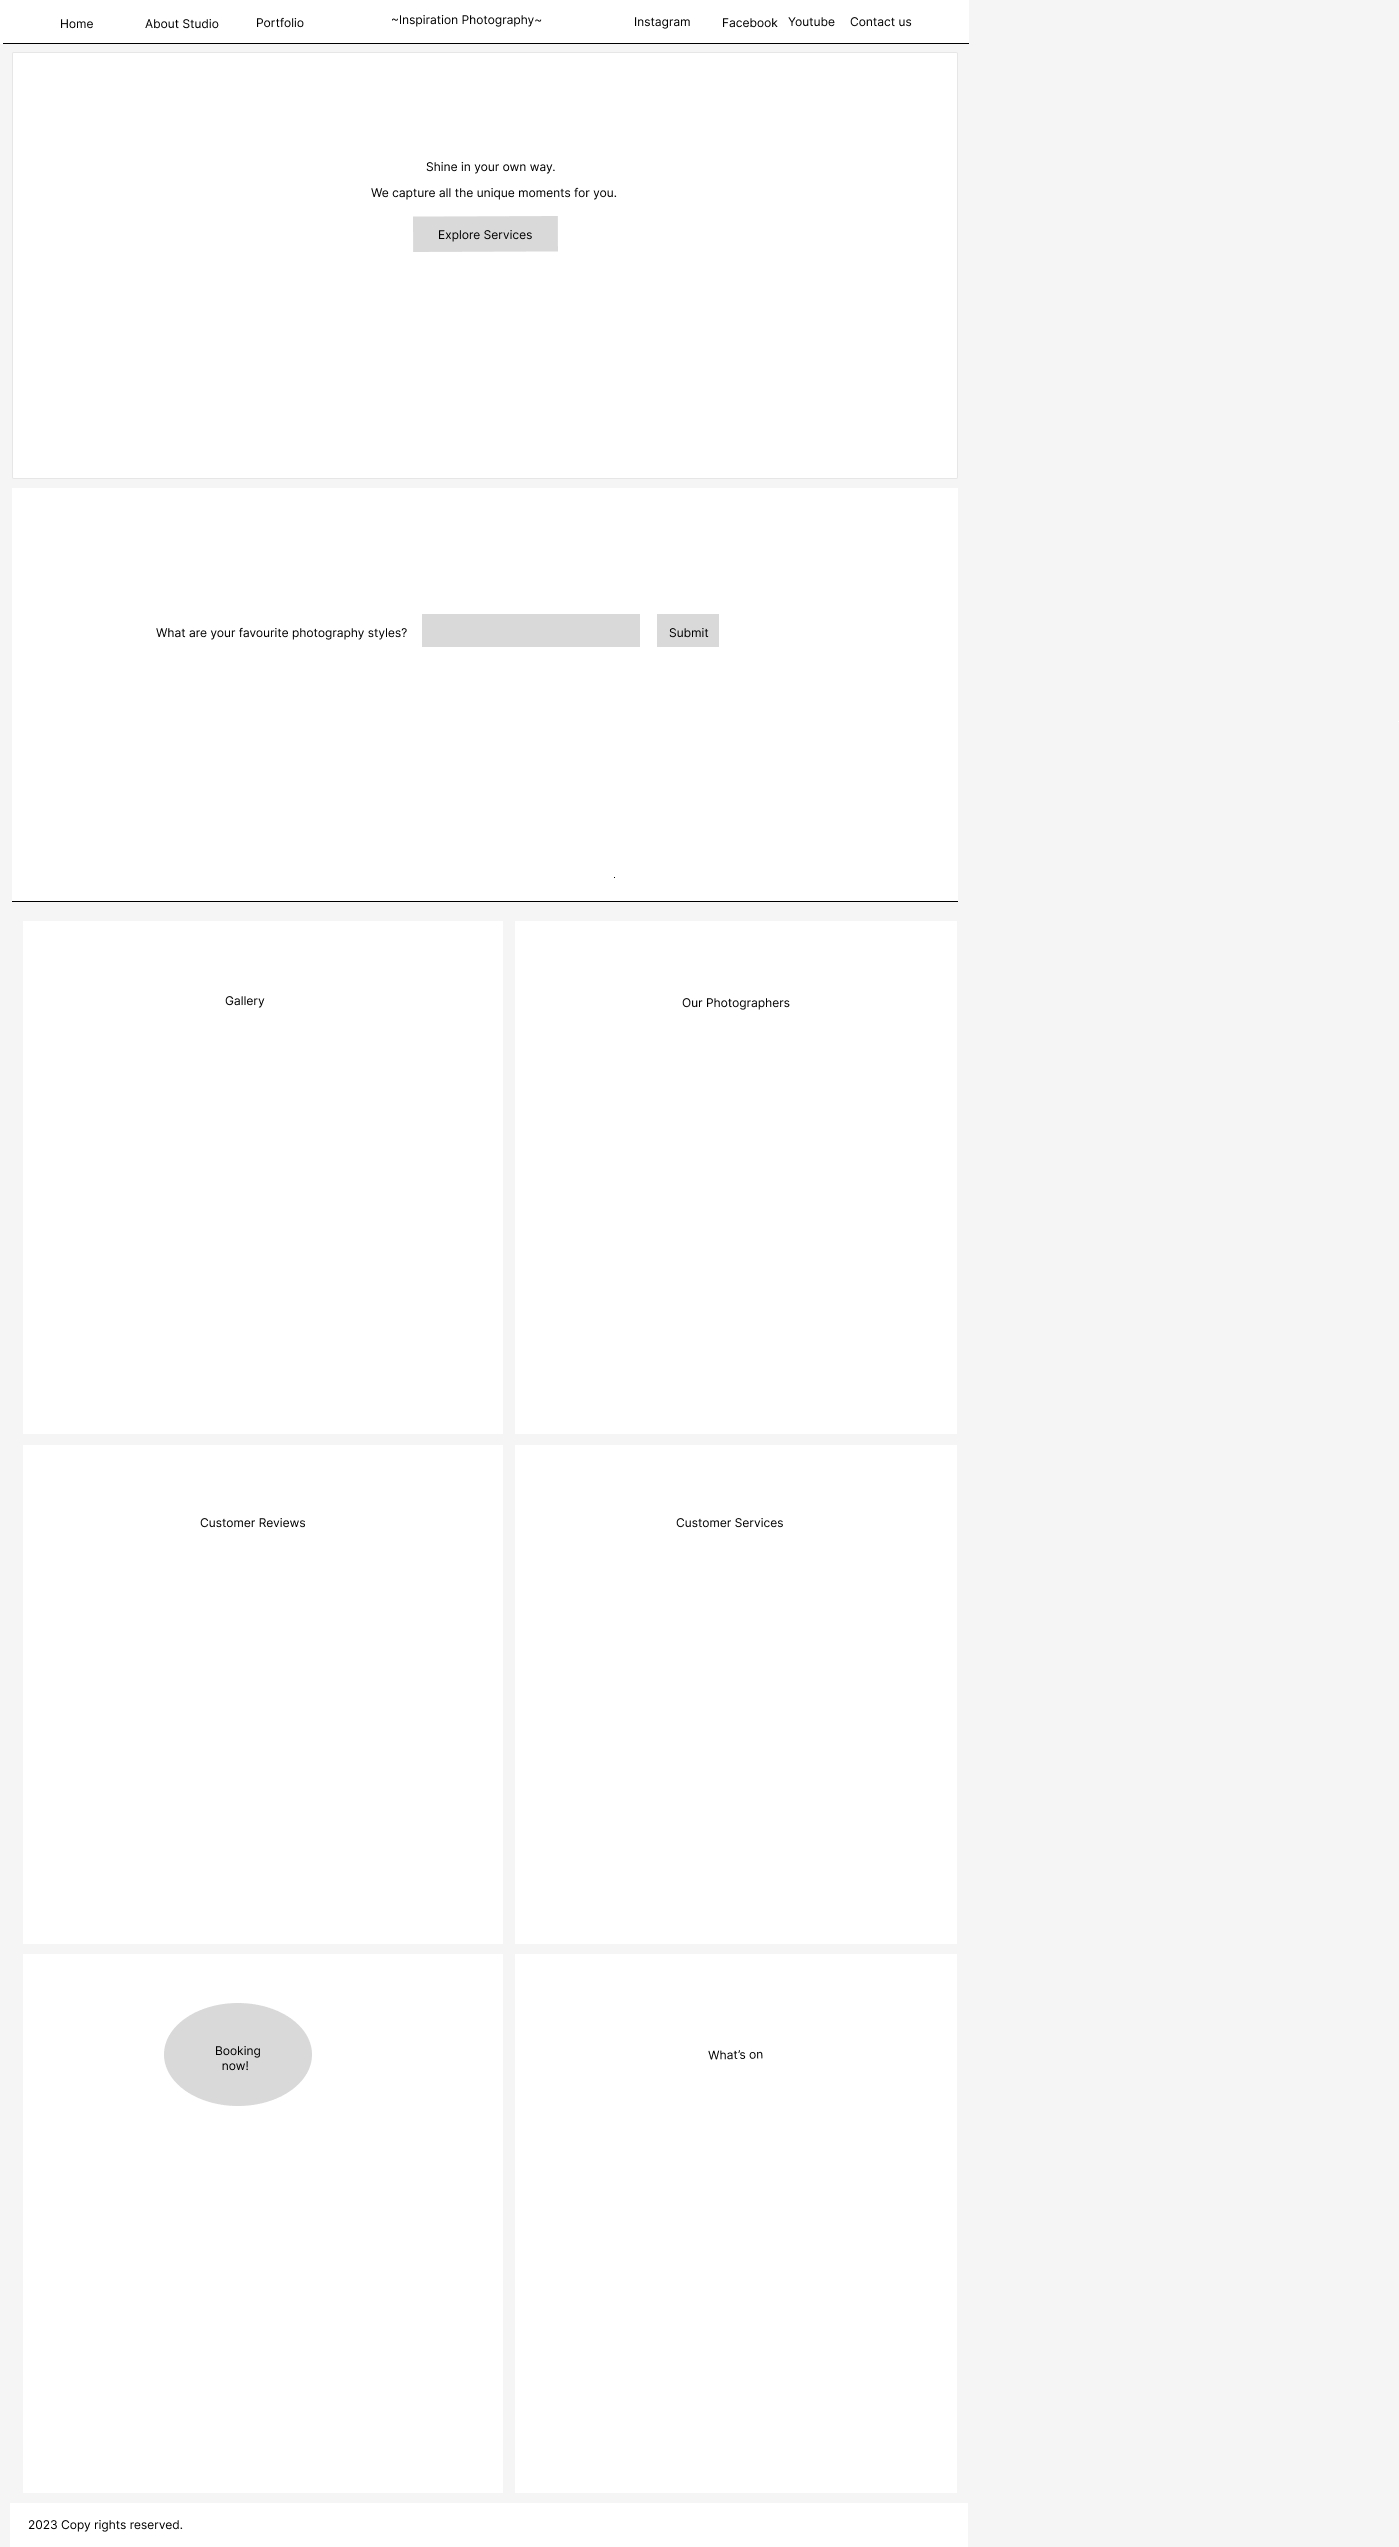 Home
About Studio
Portfolio
~Inspiration Photography~
Instagram
Facebook
Youtube
Contact us
Shine in your own way.
We capture all the unique moments for you.
Explore Services
What are your favourite photography styles?
Submit
.
Gallery
Our Photographers
Customer Reviews
Customer Services
Booking
now!
What’s on
2023 Copy rights reserved.